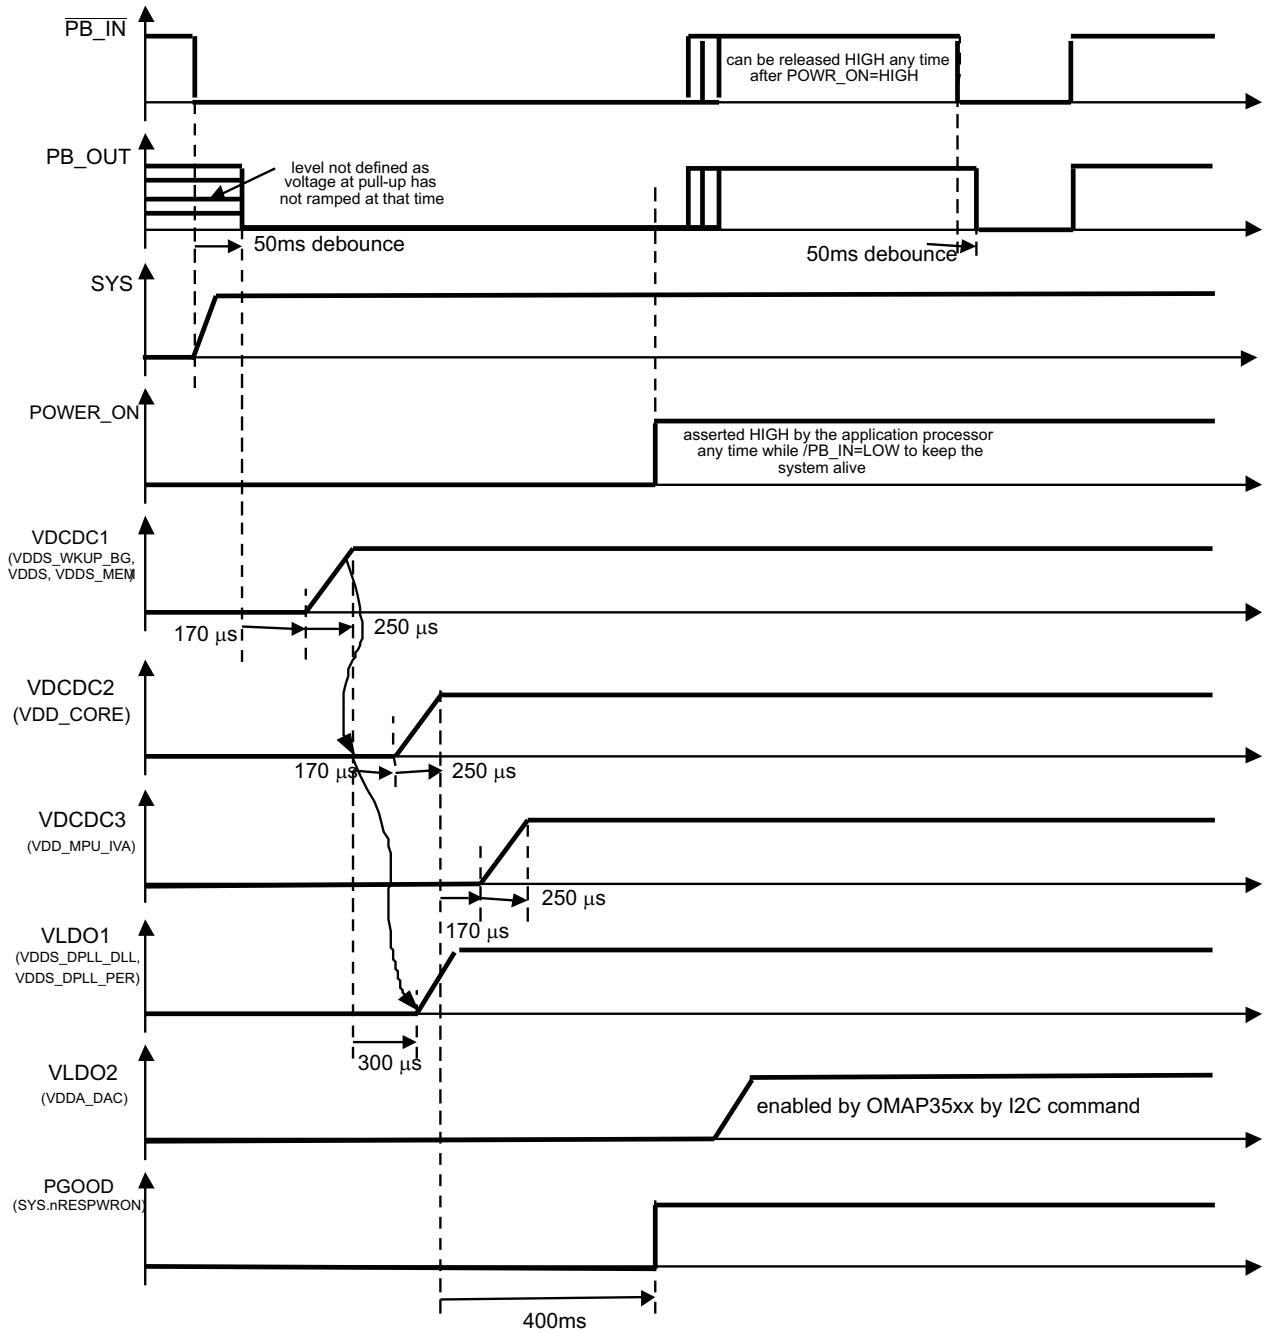 PB_IN
can be released HIGH any time
after POWR_ON=HIGH
PB_OUT
level not defined as
voltage at pull-up has
not ramped at that time
50ms debounce
50ms debounce
SYS
POWER_ON
asserted HIGH by the application processor
any time while /PB_IN=LOW to keep the
system alive
VDCDC1
(VDDS_WKUP_BG,
VDDS, VDDS_MEM)
170 µs
250 µs
VDCDC2
(VDD_CORE)
170 µs
250 µs
VDCDC3
(VDD_MPU_IVA)
250 µs
170 µs
VLDO1
(VDDS_DPLL_DLL,
VDDS_DPLL_PER)
300 µs
VLDO2
(VDDA_DAC)
enabled by OMAP35xx by I2C command
PGOOD
(SYS.nRESPWRON)
400ms